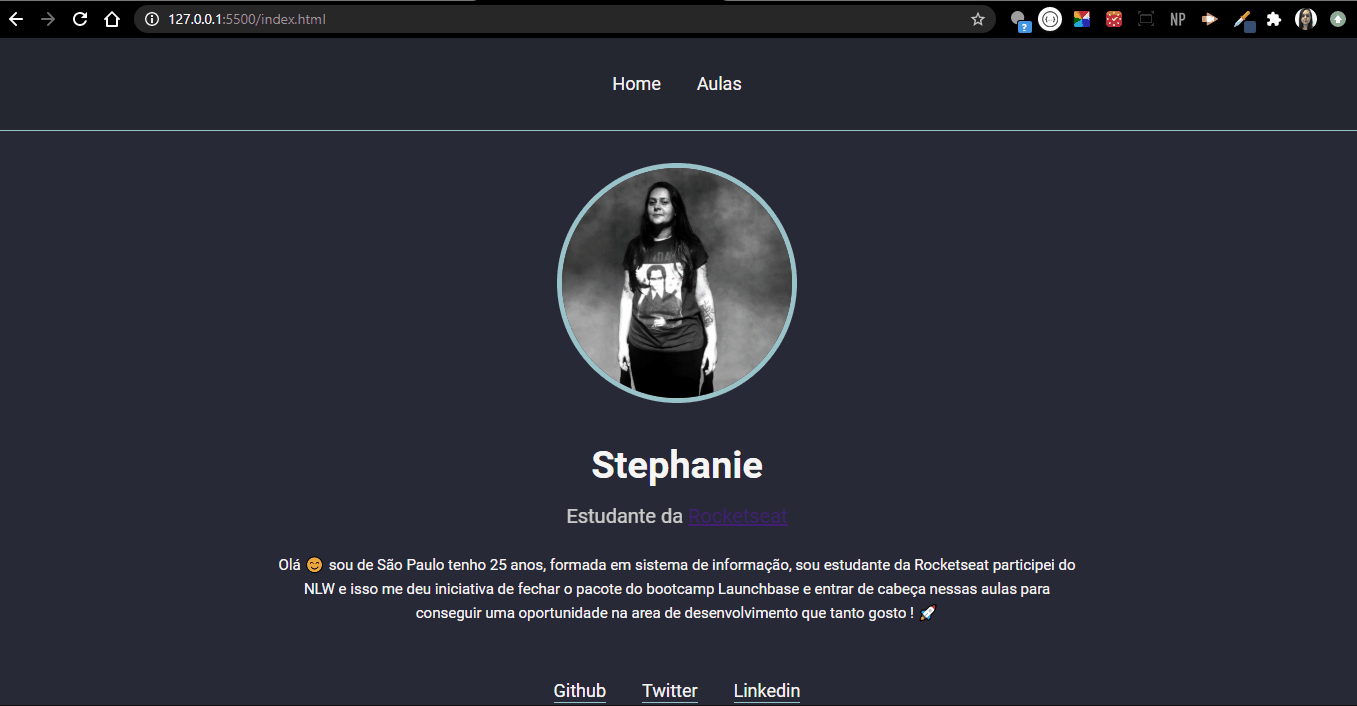 127.0.0.1:5500/index.html
NP
Home Aulas
Stephanie
Estudante da Rocketseat
Olá 😊 sou de São Paulo tenho 25 anos, formada em sistema de informação, sou estudante da Rocketseat participei do
NLW e isso me deu iniciativa de fechar o pacote do bootcamp Launchbase e entrar de cabeça nessas aulas para
conseguir uma oportunidade na area de desenvolvimento que tanto gosto ! 🚀
Github Twitter Linkedin